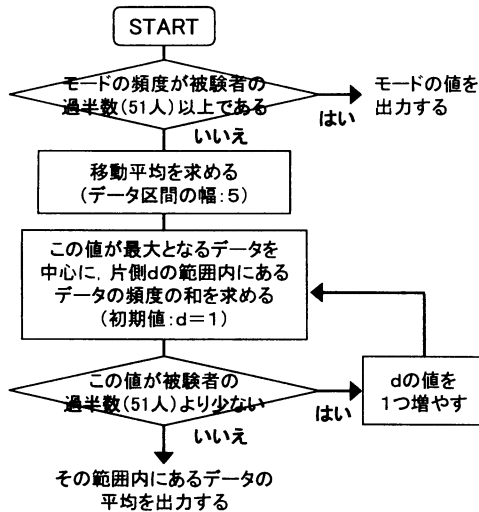 START
モードの頻度が被験者の
過半数(51人)以上である
はい
モードの値を
出力する
いいえ
移動平均を求める
(データ区間の幅:5)
この値が最大となるデータを
中心に，片側dの範囲内にある
データの頻度の和を求める
(初期値:d＝1)
この値が被験者の
過半数(51人)より少ない
はい
dの値を
1つ増やす
いいえ
その範囲内にあるデータの
平均を出力する